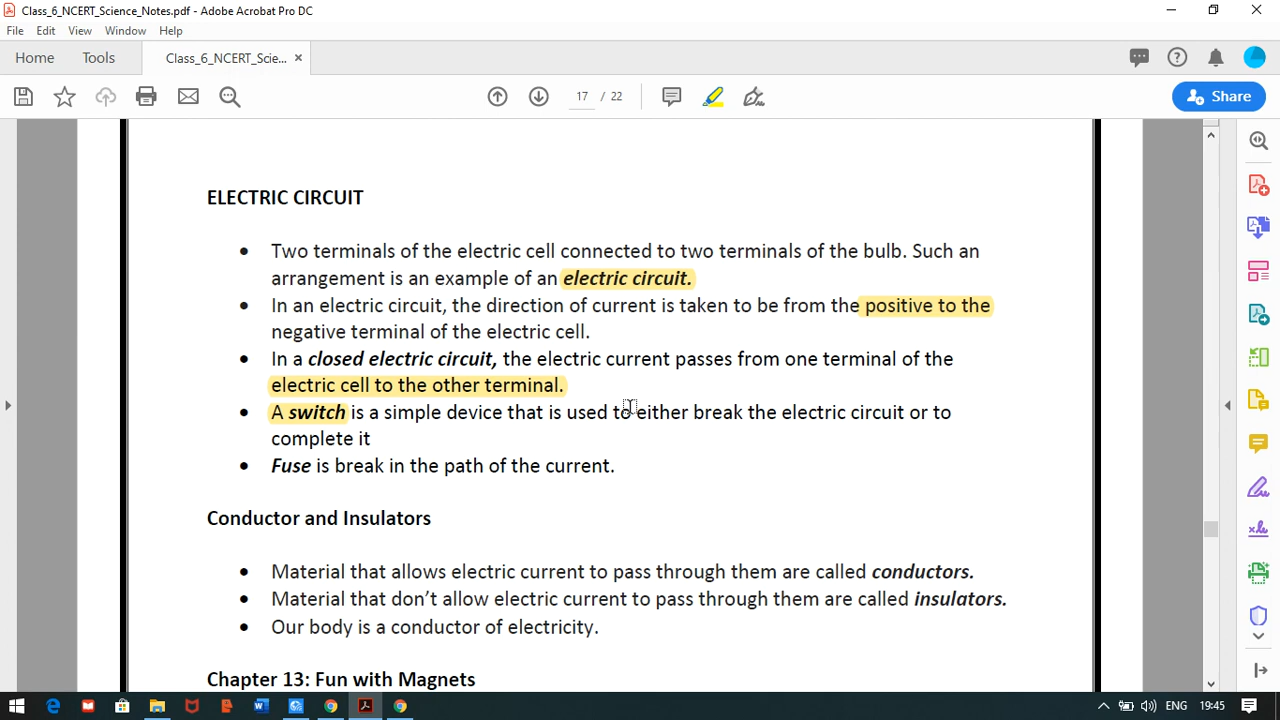 Class_6_NCERT_Science_Notes.pdf - Adobe Acrobat Pro DC
File Edit View Window Help
Home Tools Class_6_NCERT_Scie... ×
17 / 22 Share
ELECTRIC CIRCUIT
• Two terminals of the electric cell connected to two terminals of the bulb. Such an
arrangement is an example of an electric circuit.
• In an electric circuit, the direction of current is taken to be from the positive to the
negative terminal of the electric cell.
• In a closed electric circuit, the electric current passes from one terminal of the
electric cell to the other terminal.
• A switch is a simple device that is used to either break the electric circuit or to
complete it
• Fuse is break in the path of the current.
Conductor and Insulators
• Material that allows electric current to pass through them are called conductors.
• Material that don't allow electric current to pass through them are called insulators.
• Our body is a conductor of electricity.
Chapter 13: Fun with Magnets
ENG 19:45